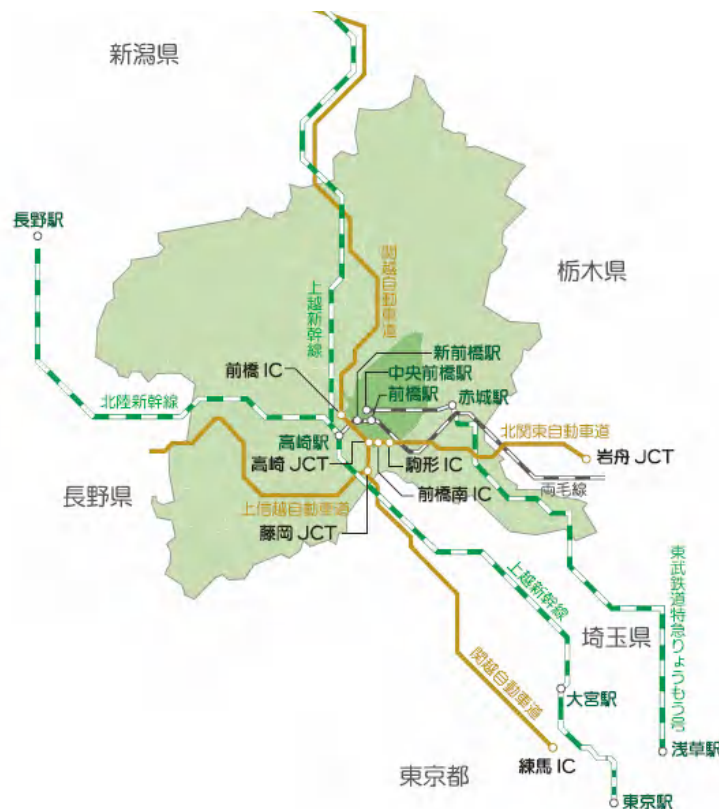 新潟県
長野駅
栃木県
関越自動車道
上越新幹線
新前橋駅
中央前橋駅
前橋 IC
前橋駅
赤城駅
北陸新幹線
北関東自動車道
高崎駅
高崎 JCT
駒形 IC
岩舟 JCT
長野県
前橋南 IC
両毛線
上信越自動車道
藤岡 JCT
上越新幹線
東武鉄道特急りょうもう号
埼玉県
関越自動車道
大宮駅
浅草駅
練馬 IC
東京都
東京駅